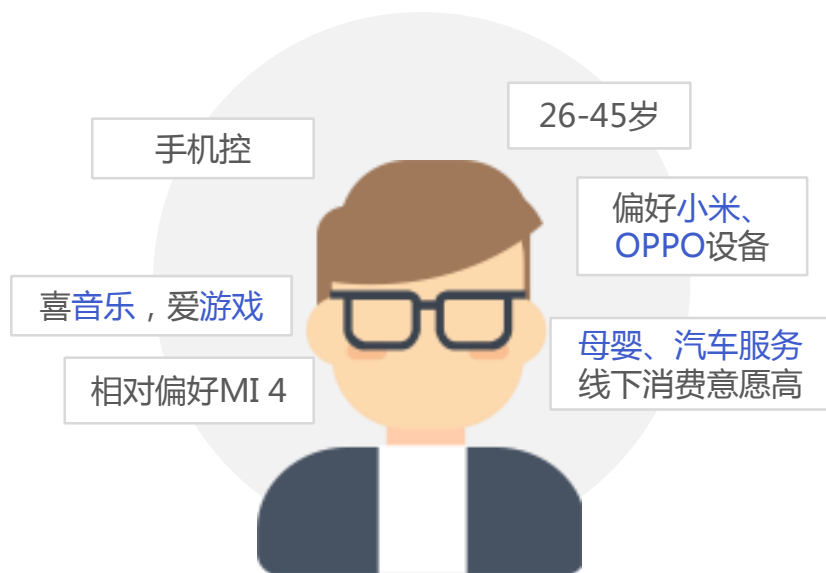 26-45岁
手机控
偏好小米、
OPPO设备
喜音乐，爱游戏
母婴、汽车服务
线下消费意愿高
相对偏好MI 4